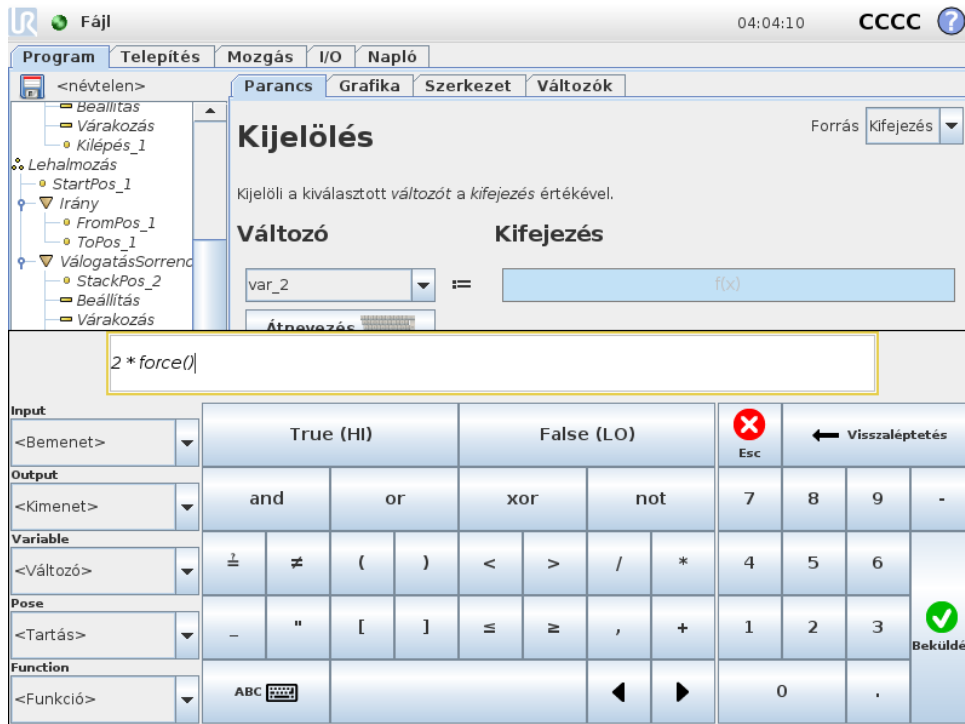 UR Fájl 04:04:10 CCCC ?
Program Telepítés Mozgás I/O Napló
<névtelen>
Parancs Grafika Szerkezet Változók
Beállítás
Várakozás
Kilépés_1
Lehalmozás
StartPos_1
Irány
FromPos_1
ToPos_1
VálogatásSorrend
StackPos_2
Beállítás
Várakozás
Kijelölés
Forrás Kifejezés
Kijelöli a kiválasztott változót a kifejezés értékével.
Változó Kifejezés
var_2 := f(x)
Átnevezés
2 * force()
Input
<Bemenet>
Output
<Kimenet>
Variable
<Változó>
Pose
<Tartás>
Function
<Funkció>
True (HI) False (LO) Esc Visszaléptetés
and or xor not 7 8 9 -
≟ ≠ ( ) < > / * 4 5 6
_ " [ ] ≤ ≥ , + 1 2 3 Beküldé
ABC 0 .